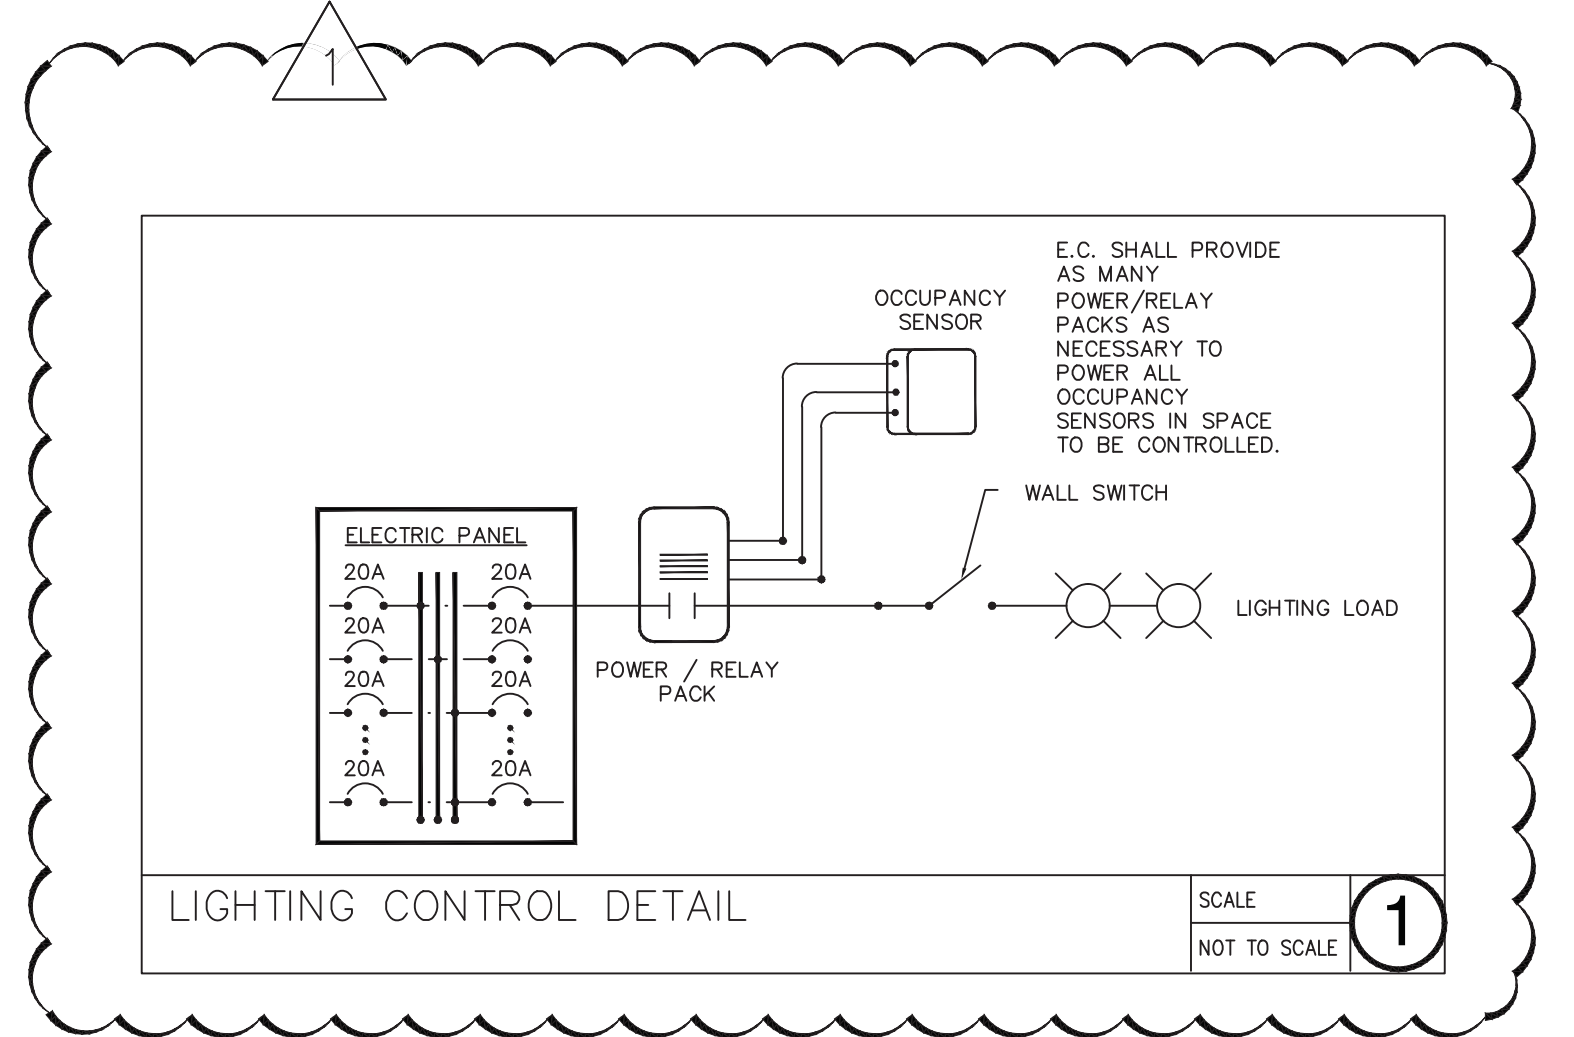 1
E.C. SHALL PROVIDE
AS MANY
POWER/RELAY
PACKS AS
NECESSARY TO
POWER ALL
OCCUPANCY
SENSORS IN SPACE
TO BE CONTROLLED.
OCCUPANCY
SENSOR
WALL SWITCH
ELECTRIC PANEL
20A 20A
20A 20A
20A 20A
20A 20A
POWER / RELAY
PACK
LIGHTING LOAD
LIGHTING CONTROL DETAIL
SCALE
NOT TO SCALE
1